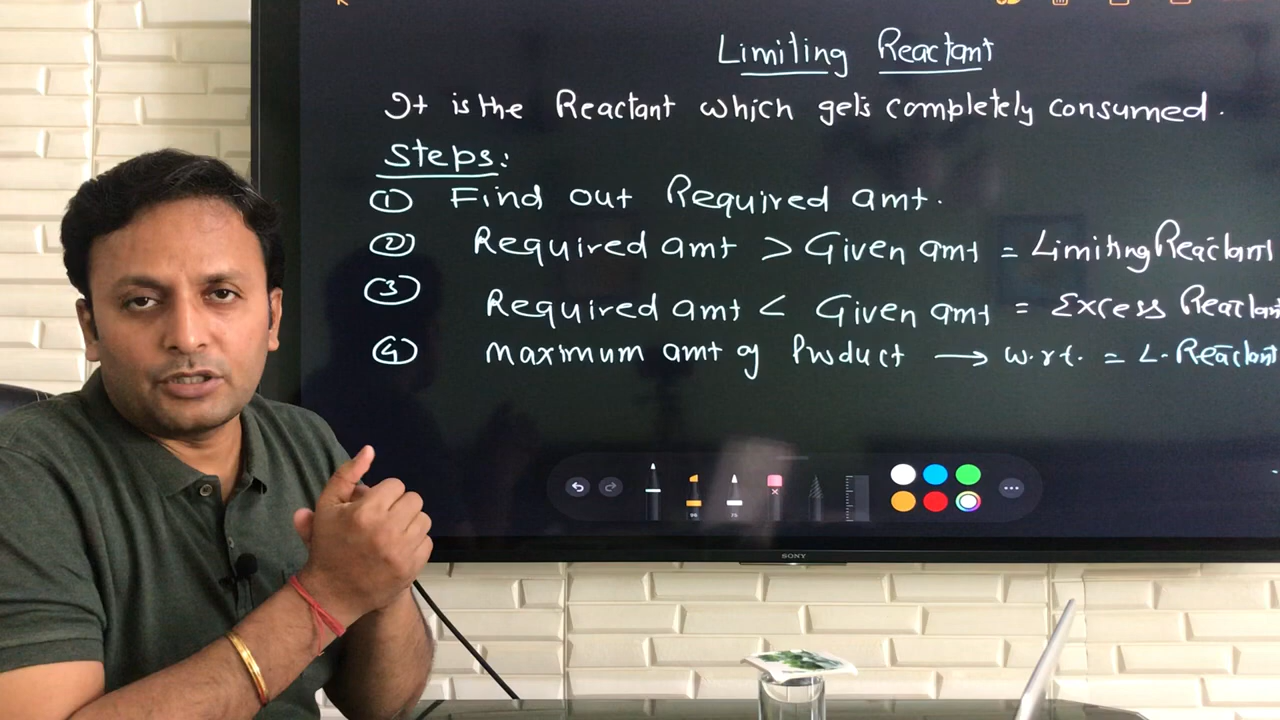 Limiting Reactant
It is the Reactant which gets completely consumed.
Steps:
① Find out Required amt.
② Required amt > Given amt = Limiting Reactant
③ Required amt < Given amt = Excess Reactant
④ maximum amt of Product → w.r.t. = L. Reactant
SONY